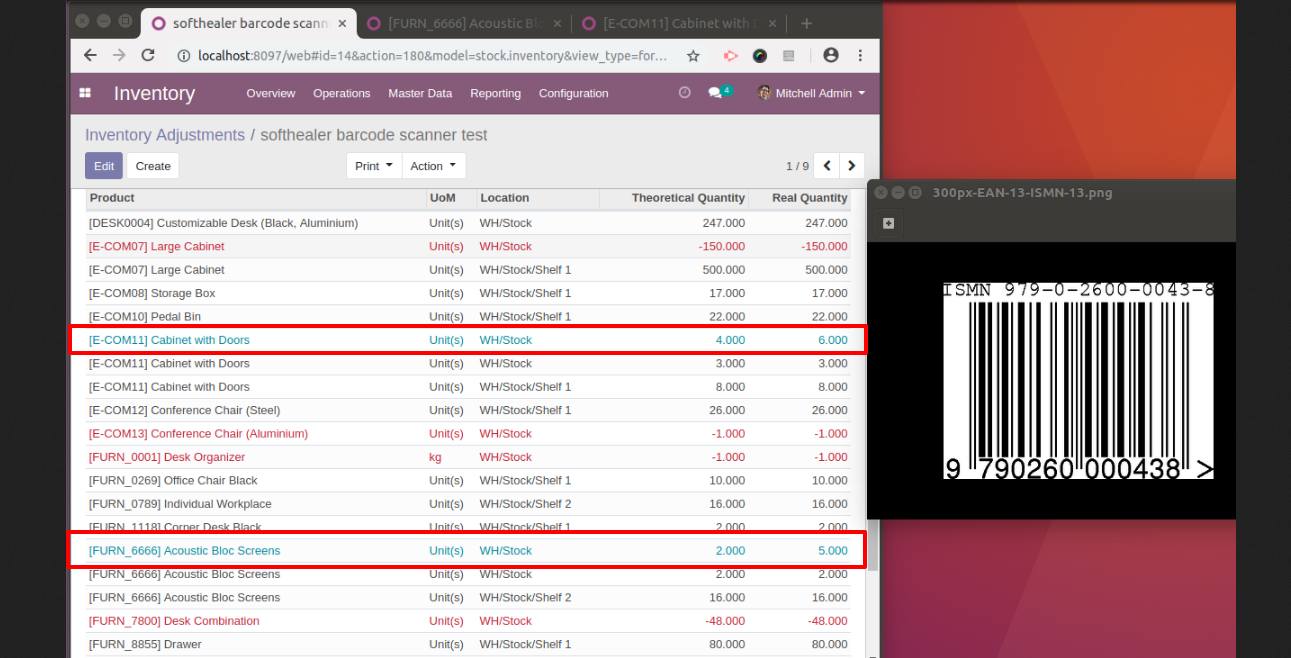 softhealer barcode scann
[FURN_6666] Acoustic Blo
[E-COM11] Cabinet with D
localhost:8097/web#id=14&action=180&model=stock.inventory&view_type=for...
Inventory Overview Operations Master Data Reporting Configuration 4 Mitchell Admin
Inventory Adjustments / softhealer barcode scanner test
Edit Create Print Action 1 / 9
Product UoM Location Theoretical Quantity Real Quantity
[DESK0004] Customizable Desk (Black, Aluminium) Unit(s) WH/Stock 247.000 247.000
[E-COM07] Large Cabinet Unit(s) WH/Stock -150.000 -150.000
[E-COM07] Large Cabinet Unit(s) WH/Stock/Shelf 1 500.000 500.000
[E-COM08] Storage Box Unit(s) WH/Stock/Shelf 1 17.000 17.000
[E-COM10] Pedal Bin Unit(s) WH/Stock/Shelf 1 22.000 22.000
[E-COM11] Cabinet with Doors Unit(s) WH/Stock 4.000 6.000
[E-COM11] Cabinet with Doors Unit(s) WH/Stock 3.000 3.000
[E-COM11] Cabinet with Doors Unit(s) WH/Stock/Shelf 1 8.000 8.000
[E-COM12] Conference Chair (Steel) Unit(s) WH/Stock/Shelf 1 26.000 26.000
[E-COM13] Conference Chair (Aluminium) Unit(s) WH/Stock -1.000 -1.000
[FURN_0001] Desk Organizer kg WH/Stock -1.000 -1.000
[FURN_0269] Office Chair Black Unit(s) WH/Stock/Shelf 1 10.000 10.000
[FURN_0789] Individual Workplace Unit(s) WH/Stock/Shelf 2 16.000 16.000
[FURN_1118] Corner Desk Black Unit(s) WH/Stock/Shelf 1 2.000 2.000
[FURN_6666] Acoustic Bloc Screens Unit(s) WH/Stock 2.000 5.000
[FURN_6666] Acoustic Bloc Screens Unit(s) WH/Stock 2.000 2.000
[FURN_6666] Acoustic Bloc Screens Unit(s) WH/Stock/Shelf 2 16.000 16.000
[FURN_7800] Desk Combination Unit(s) WH/Stock -48.000 -48.000
[FURN_8855] Drawer Unit(s) WH/Stock/Shelf 1 80.000 80.000
300px-EAN-13-ISMN-13.png
ISMN 979-0-2600-0043-8
9 790260 000438 >